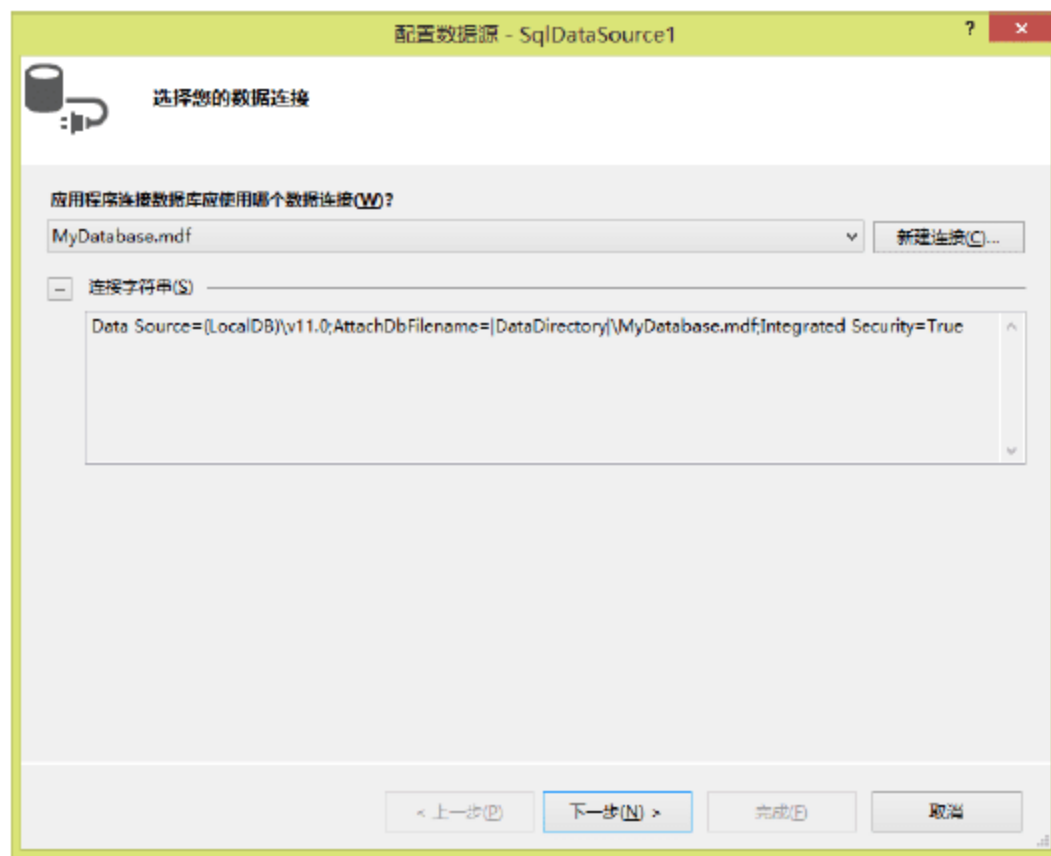 配置数据源 - SqlDataSource1
?
选择您的数据连接
应用程序连接数据库应使用哪个数据连接(W)?
MyDatabase.mdf
新建连接(C)...
连接字符串(S)
Data Source=(LocalDB)\v11.0;AttachDbFilename=|DataDirectory|\MyDatabase.mdf;Integrated Security=True
< 上一步(P)
下一步(N) >
完成(F)
取消